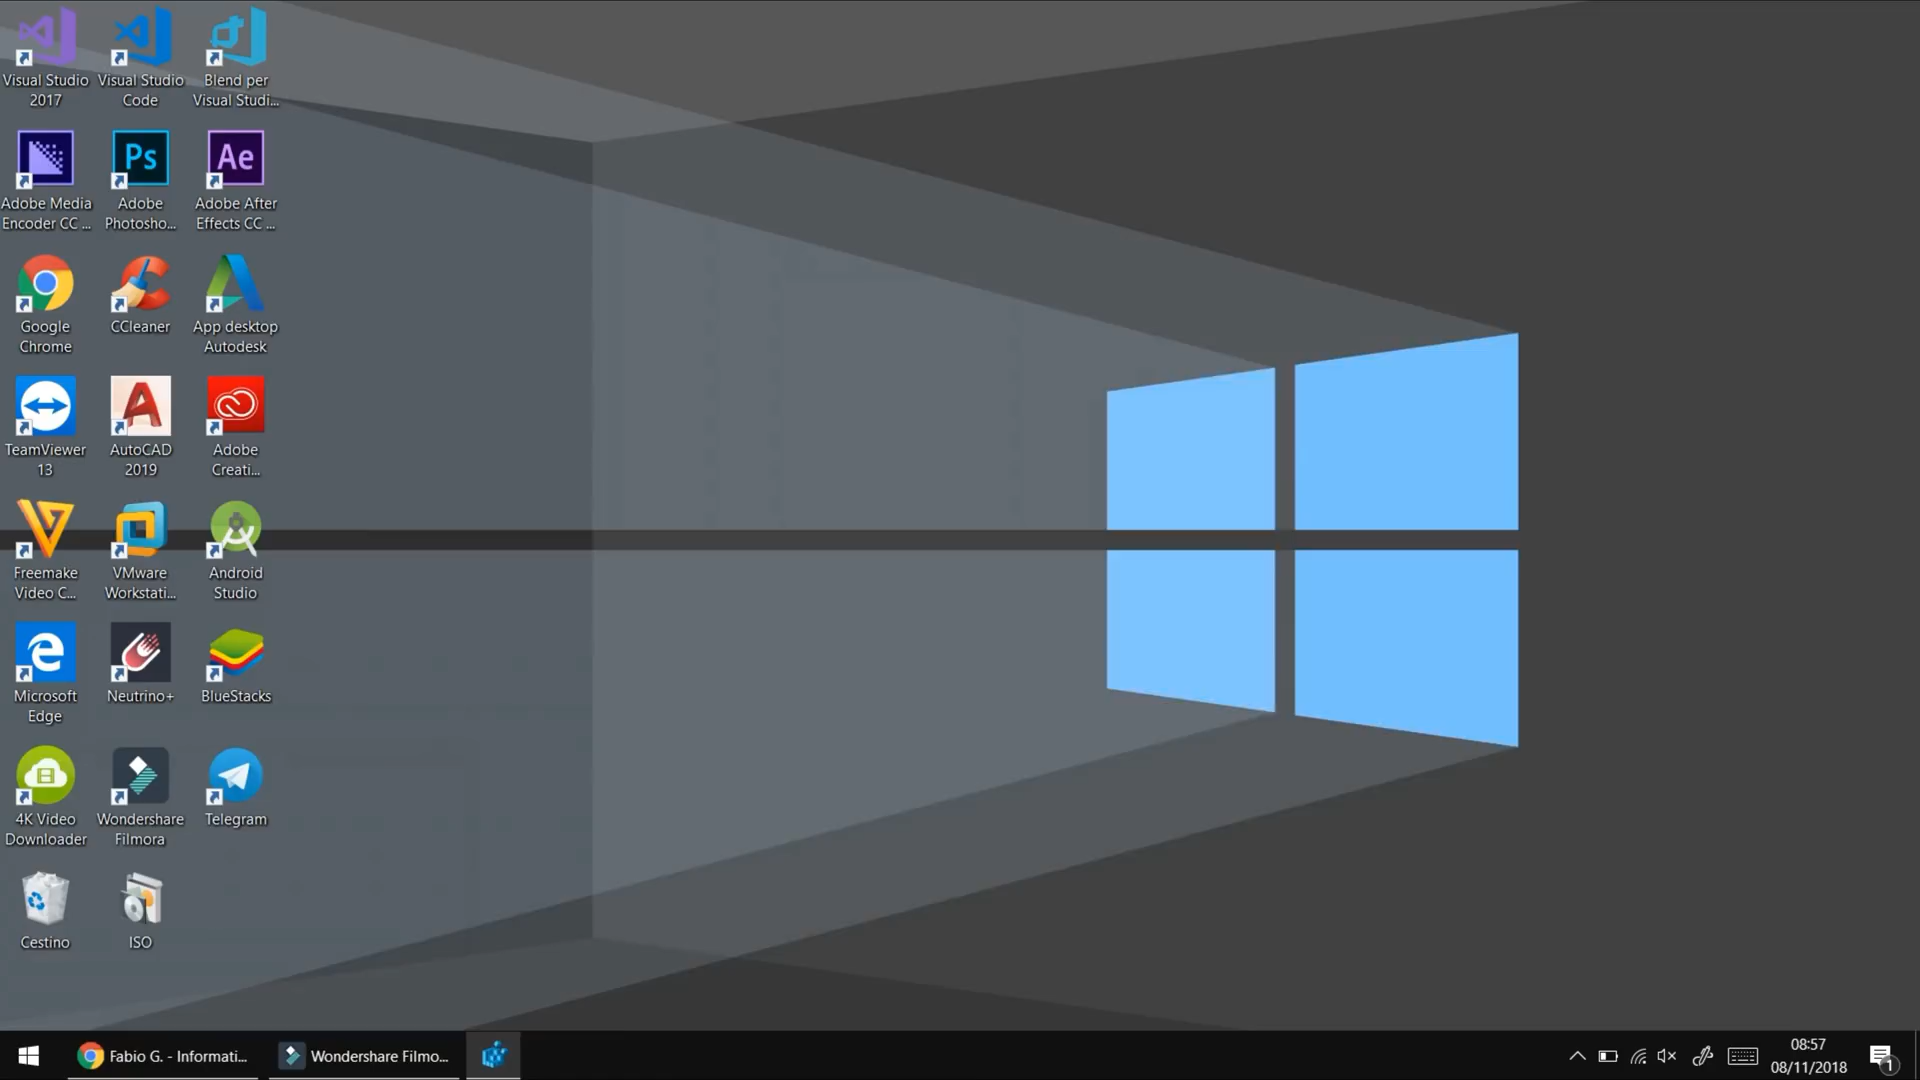 Visual Studio
2017
Visual Studio
Code
Blend per
Visual Studi...
Adobe Media
Encoder CC ...
Ps
Adobe
Photosho...
Ae
Adobe After
Effects CC ...
Google
Chrome
CCleaner
App desktop
Autodesk
TeamViewer
13
AutoCAD
2019
Adobe
Creati...
Freemake
Video C...
VMware
Workstati...
Android
Studio
Microsoft
Edge
Neutrino+
BlueStacks
4K Video
Downloader
Wondershare
Filmora
Telegram
Cestino
ISO
Fabio G. - Informati...
Wondershare Filmo...
08:57
08/11/2018
1